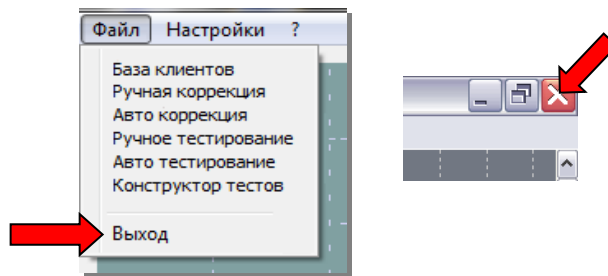 Файл Настройки ?
База клиентов
Ручная коррекция
Авто коррекция
Ручное тестирование
Авто тестирование
Конструктор тестов
Выход